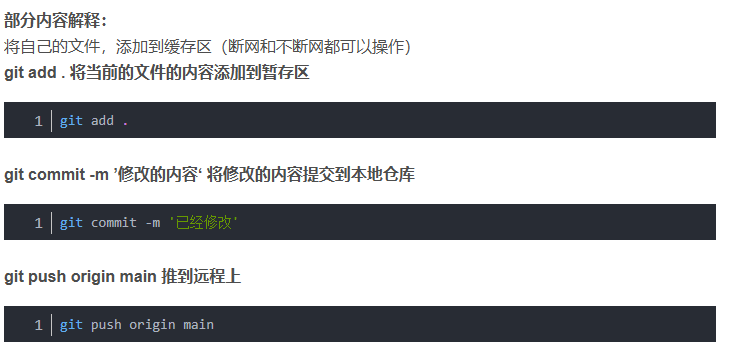 部分内容解释：
将自己的文件，添加到缓存区（断网和不断网都可以操作）
git add . 将当前的文件的内容添加到暂存区
1 git add .
git commit -m ’修改的内容‘ 将修改的内容提交到本地仓库
1 git commit -m '已经修改'
git push origin main 推到远程上
1 git push origin main